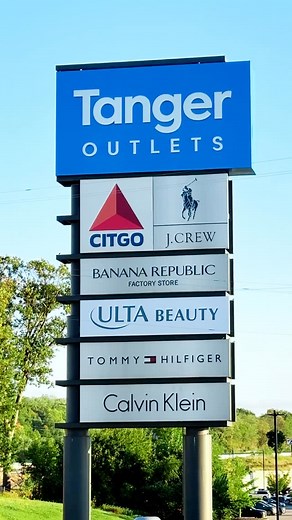 Tanger
OUTLETS
CITGO
J.CREW
BANANA REPUBLIC
FACTORY STORE
ULTA BEAUTY
TOMMY HILFIGER
Calvin Klein